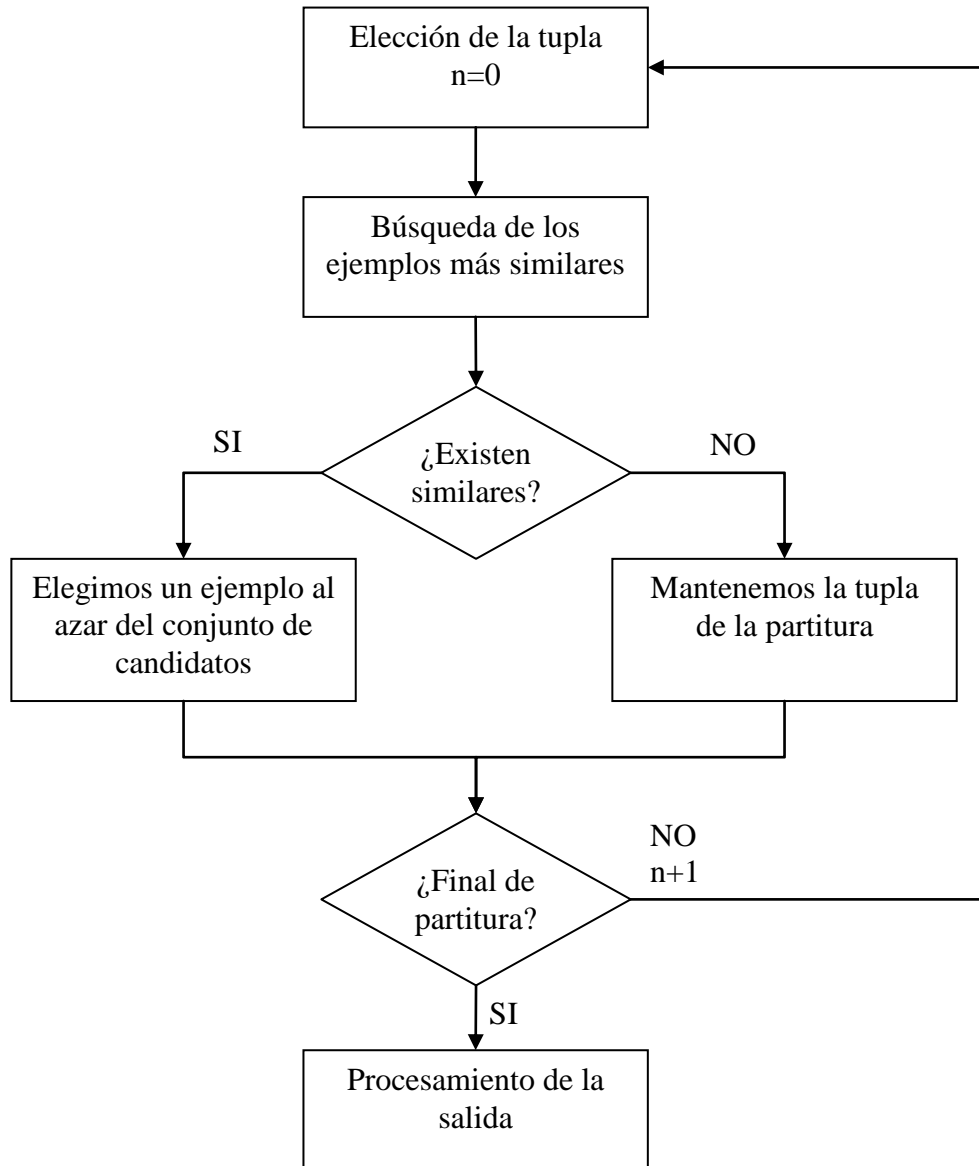 Elección de la tupla
n=0
Búsqueda de los
ejemplos más similares
SI
NO
¿Existen
similares?
Elegimos un ejemplo al
azar del conjunto de
candidatos
Mantenemos la tupla
de la partitura
NO
n+1
¿Final de
partitura?
SI
Procesamiento de la
salida